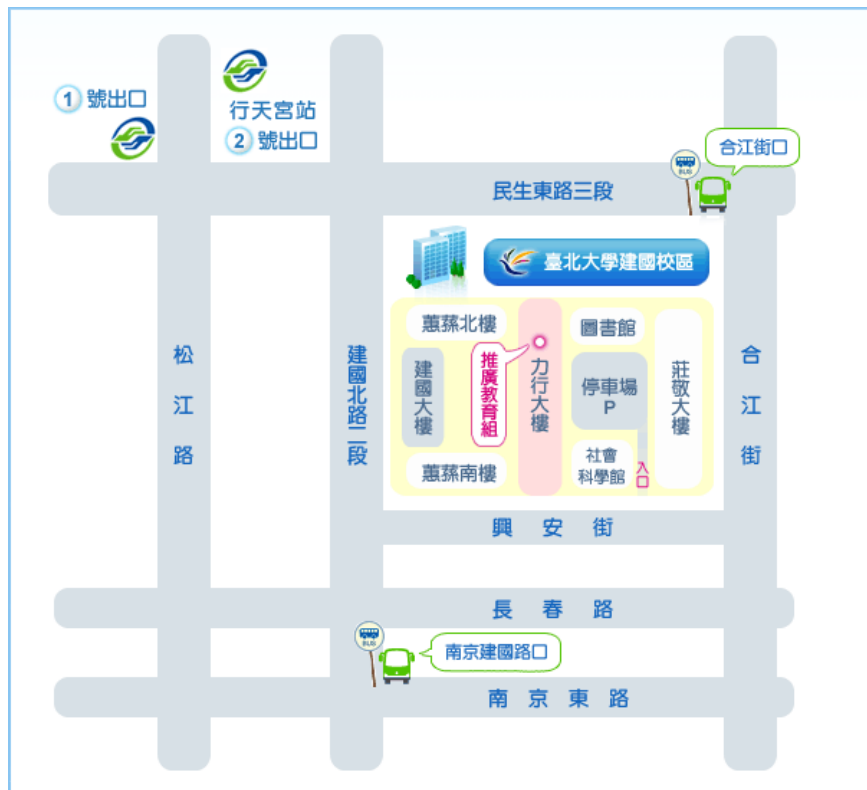 1 號出口
行天宮站
2 號出口
合江街口
BUS
民生東路三段
臺北大學建國校區
蕙蓀北樓
圖書館
松江路
建國北路二段
建國大樓
推廣教育組
力行大樓
停車場
P
莊敬大樓
合江街
蕙蓀南樓
社會
科學館
入口
興安街
長春路
BUS
南京建國路口
南京東路